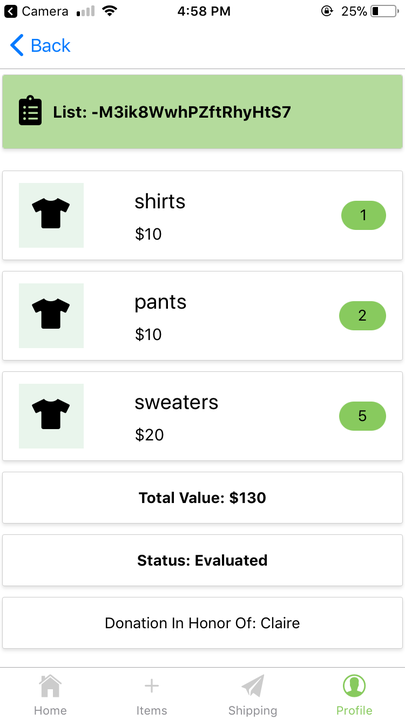 Camera 4:58 PM 25%
Back
List: -M3ik8WwhPZftRhyHtS7
shirts
1
$10
pants
2
$10
sweaters
5
$20
Total Value: $130
Status: Evaluated
Donation In Honor Of: Claire
Home Items Shipping Profile